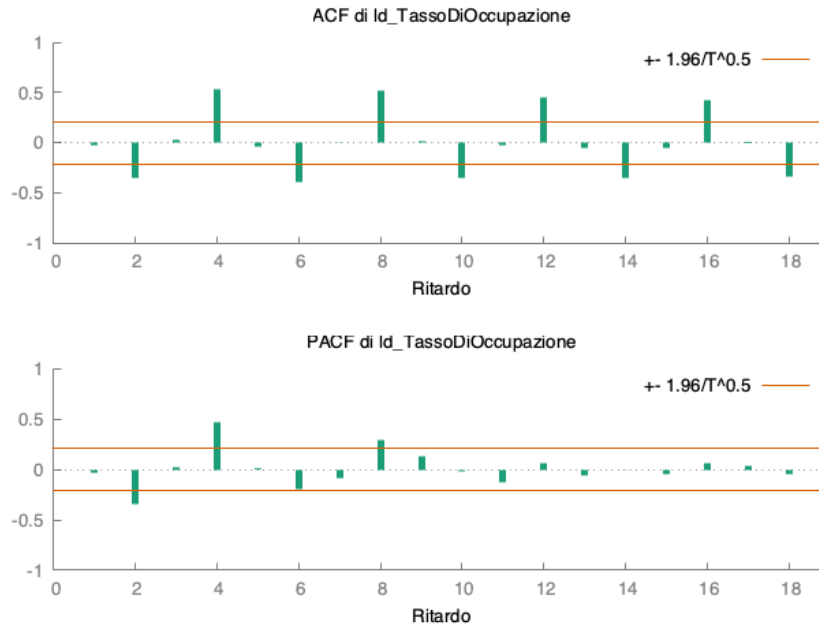 ACF di ld_TassoDiOccupazione
+- 1.96/T^0.5
1
0.5
0
-0.5
-1
0 2 4 6 8 10 12 14 16 18
Ritardo
PACF di ld_TassoDiOccupazione
+- 1.96/T^0.5
1
0.5
0
-0.5
-1
0 2 4 6 8 10 12 14 16 18
Ritardo